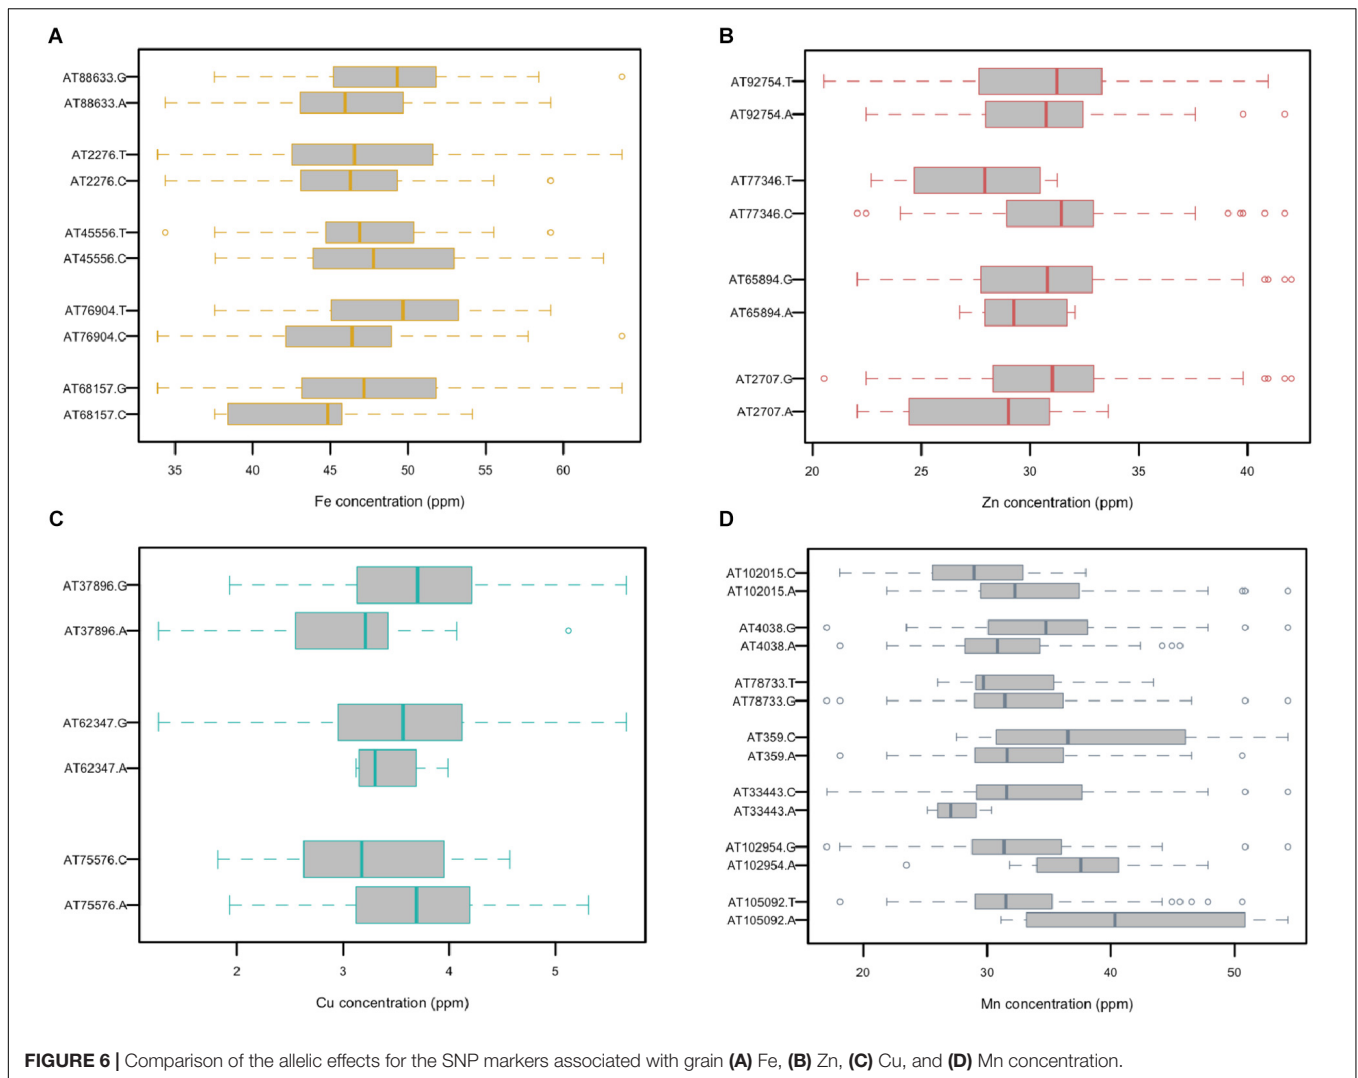 A
AT88633.G
AT88633.A
AT2276.T
AT2276.C
AT45556.T
AT45556.C
AT76904.T
AT76904.C
AT68157.G
AT68157.C
35 40 45 50 55 60
Fe concentration (ppm)
B
AT92754.T
AT92754.A
AT77346.T
AT77346.C
AT65894.G
AT65894.A
AT2707.G
AT2707.A
20 25 30 35 40
Zn concentration (ppm)
C
AT37896.G
AT37896.A
AT62347.G
AT62347.A
AT75576.C
AT75576.A
2 3 4 5
Cu concentration (ppm)
D
AT102015.C
AT102015.A
AT4038.G
AT4038.A
AT78733.T
AT78733.G
AT359.C
AT359.A
AT33443.C
AT33443.A
AT102954.G
AT102954.A
AT105092.T
AT105092.A
20 30 40 50
Mn concentration (ppm)
FIGURE 6 | Comparison of the allelic effects for the SNP markers associated with grain (A) Fe, (B) Zn, (C) Cu, and (D) Mn concentration.